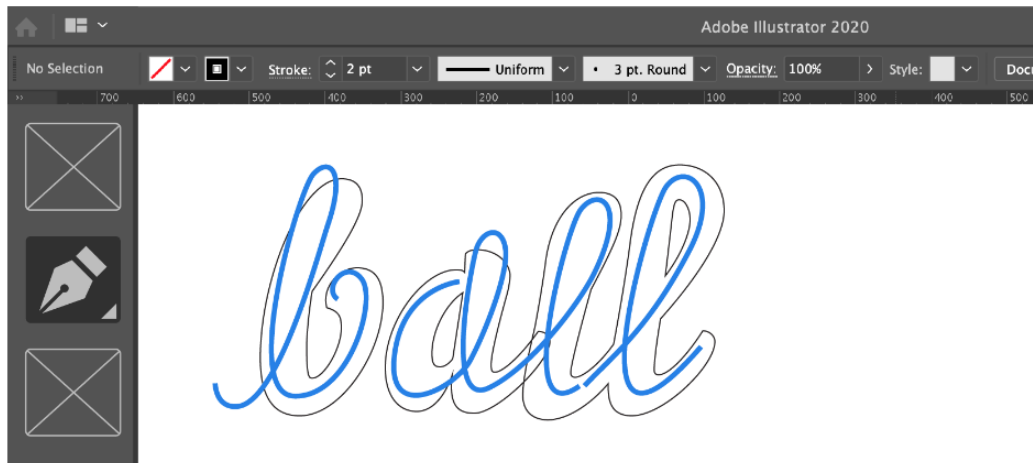 Adobe Illustrator 2020
No Selection Stroke: 2 pt Uniform 3 pt. Round Opacity: 100% Style: Docu
700 600 500 400 300 200 100 0 100 200 300 400 500
ball